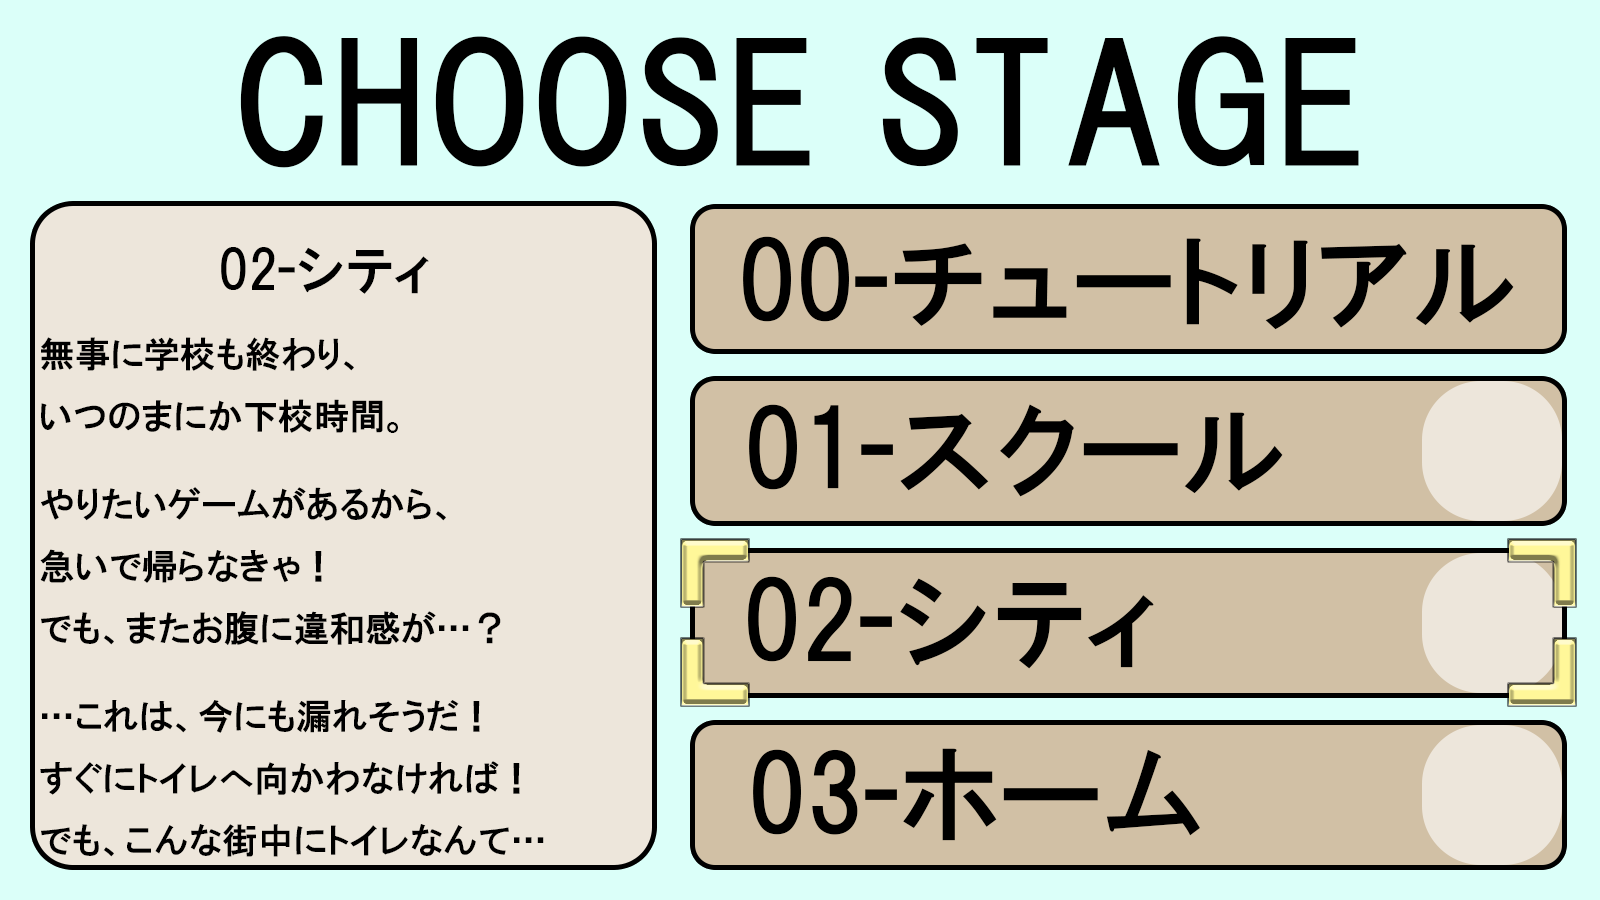 CHOOSE STAGE
02-シティ
無事に学校も終わり、
いつのまにか下校時間。
やりたいゲームがあるから、
急いで帰らなきゃ！
でも、またお腹に違和感が…？
…これは、今にも漏れそうだ！
すぐにトイレへ向かわなければ！
でも、こんな街中にトイレなんて…
00-チュートリアル
01-スクール
02-シティ
03-ホーム